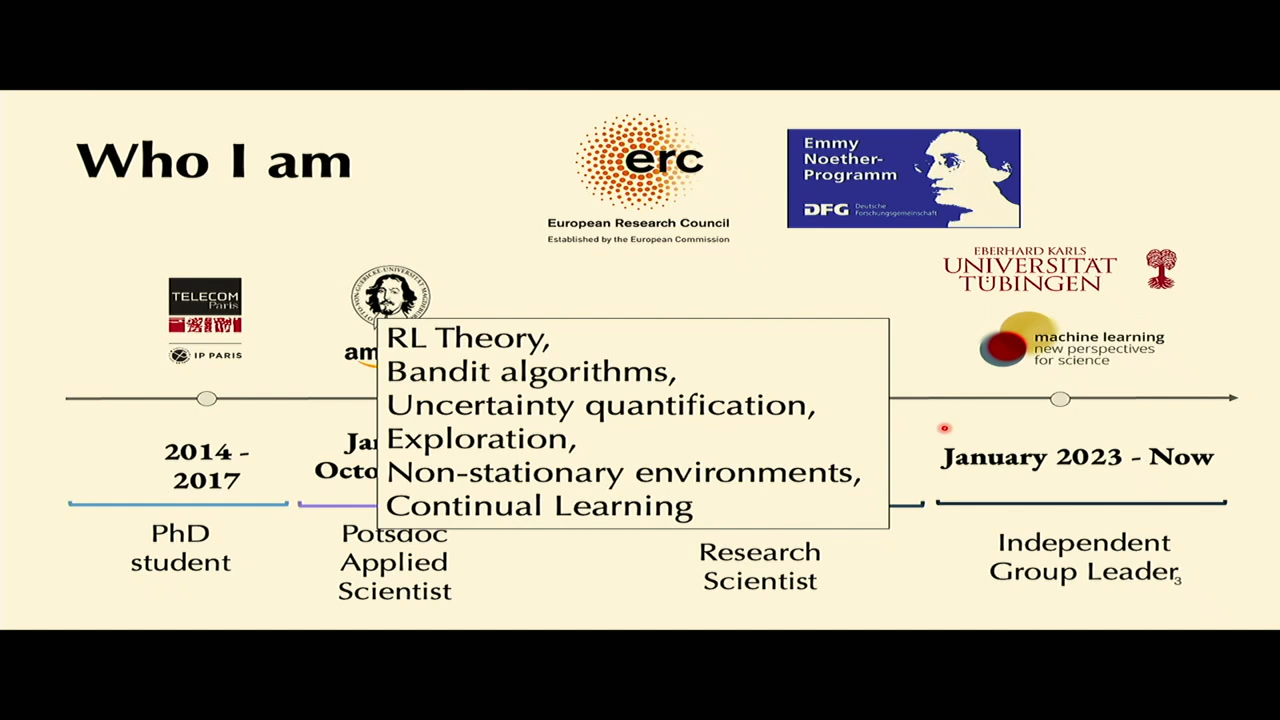 Who I am
erc
European Research Council
Established by the European Commission
Emmy
Noether-
Programm
DFG
Deutsche
Forschungsgemeinschaft
TELECOM
Paris
IP PARIS
EBERHARD KARLS
UNIVERSITÄT
TÜBINGEN
machine learning
new perspectives
for science
RL Theory,
Bandit algorithms,
Uncertainty quantification,
Exploration,
Non-stationary environments,
Continual Learning
2014 -
2017
January 2023 - Now
PhD
student
Potsdoc
Applied
Scientist
Research
Scientist
Independent
Group Leader
3